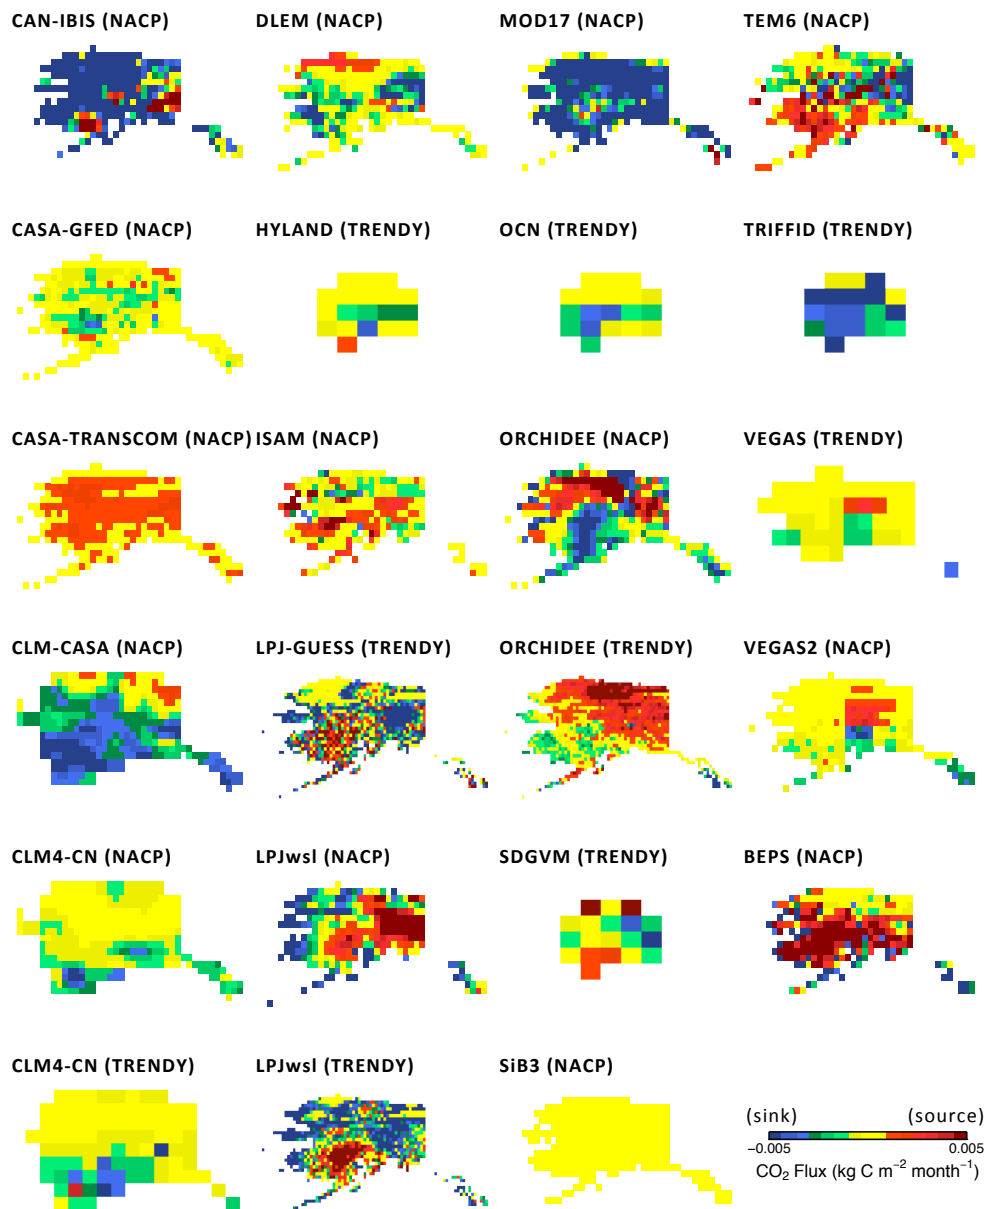 CAN-IBIS (NACP) DLEM (NACP) MOD17 (NACP) TEM6 (NACP)
CASA-GFED (NACP) HYLAND (TRENDY) OCN (TRENDY) TRIFFID (TRENDY)
CASA-TRANSCOM (NACP) ISAM (NACP) ORCHIDEE (NACP) VEGAS (TRENDY)
CLM-CASA (NACP) LPJ-GUESS (TRENDY) ORCHIDEE (TRENDY) VEGAS2 (NACP)
CLM4-CN (NACP) LPJwsl (NACP) SDGVM (TRENDY) BEPS (NACP)
CLM4-CN (TRENDY) LPJwsl (TRENDY) SiB3 (NACP)
(sink) (source)
−0.005 0.005
CO₂ Flux (kg C m⁻² month⁻¹)